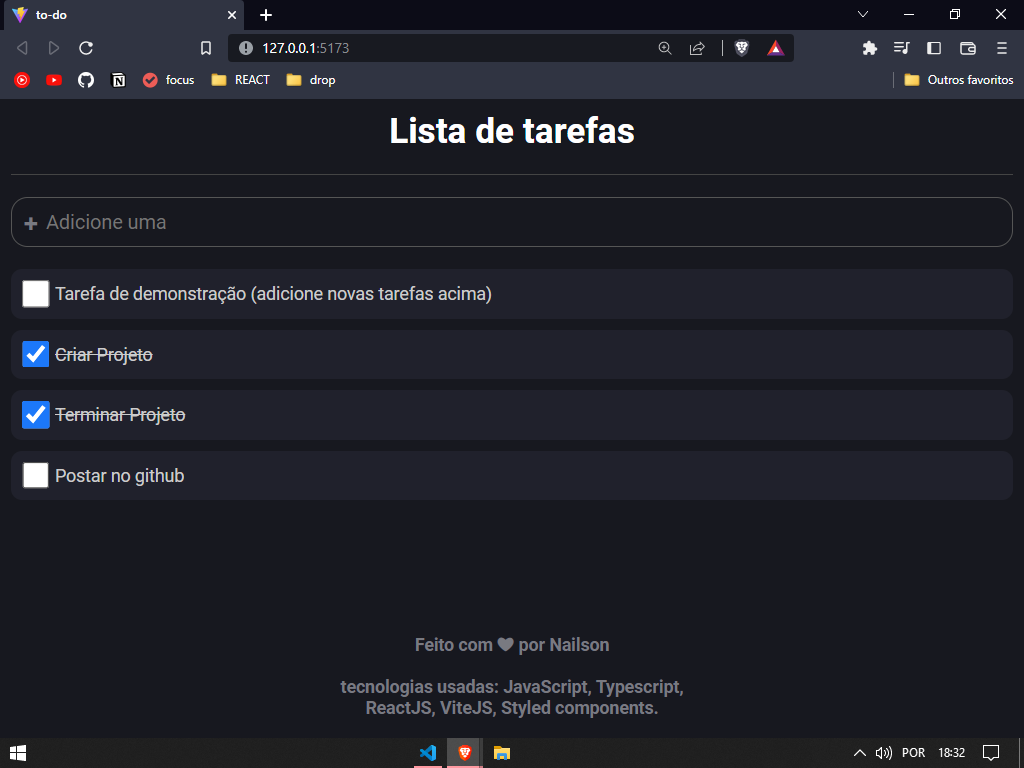 to-do
127.0.0.1:5173
focus REACT drop Outros favoritos
Lista de tarefas
+ Adicione uma
Tarefa de demonstração (adicione novas tarefas acima)
Criar Projeto
Terminar Projeto
Postar no github
Feito com ♥ por Nailson
tecnologias usadas: JavaScript, Typescript,
ReactJS, ViteJS, Styled components.
POR 18:32